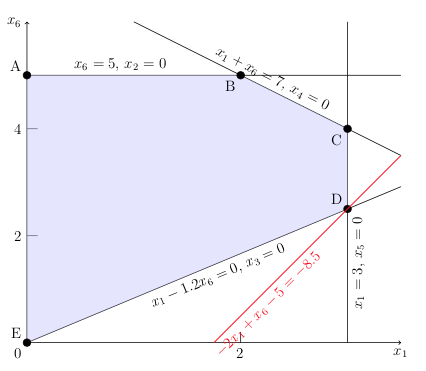 x₆
A
x₆ = 5, x₂ = 0
x₁ + x₆ = 7, x₄ = 0
B
4
C
D
2
x₁ − 1.2x₆ = 0, x₃ = 0
−2x₁ + x₆ − 5 = −8.5
x₁ = 3, x₅ = 0
E
0
2
x₁